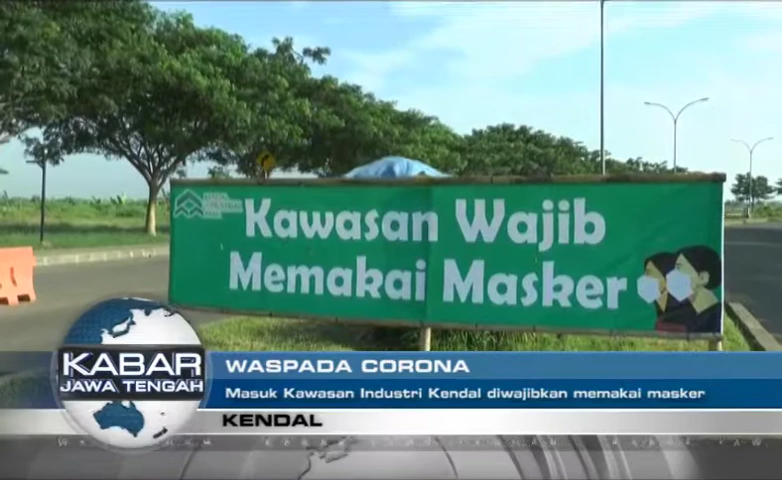 Kawasan Wajib
Memakai Masker
KABAR
JAWA TENGAH
WASPADA CORONA
Masuk Kawasan Industri Kendal diwajibkan memakai masker
KENDAL